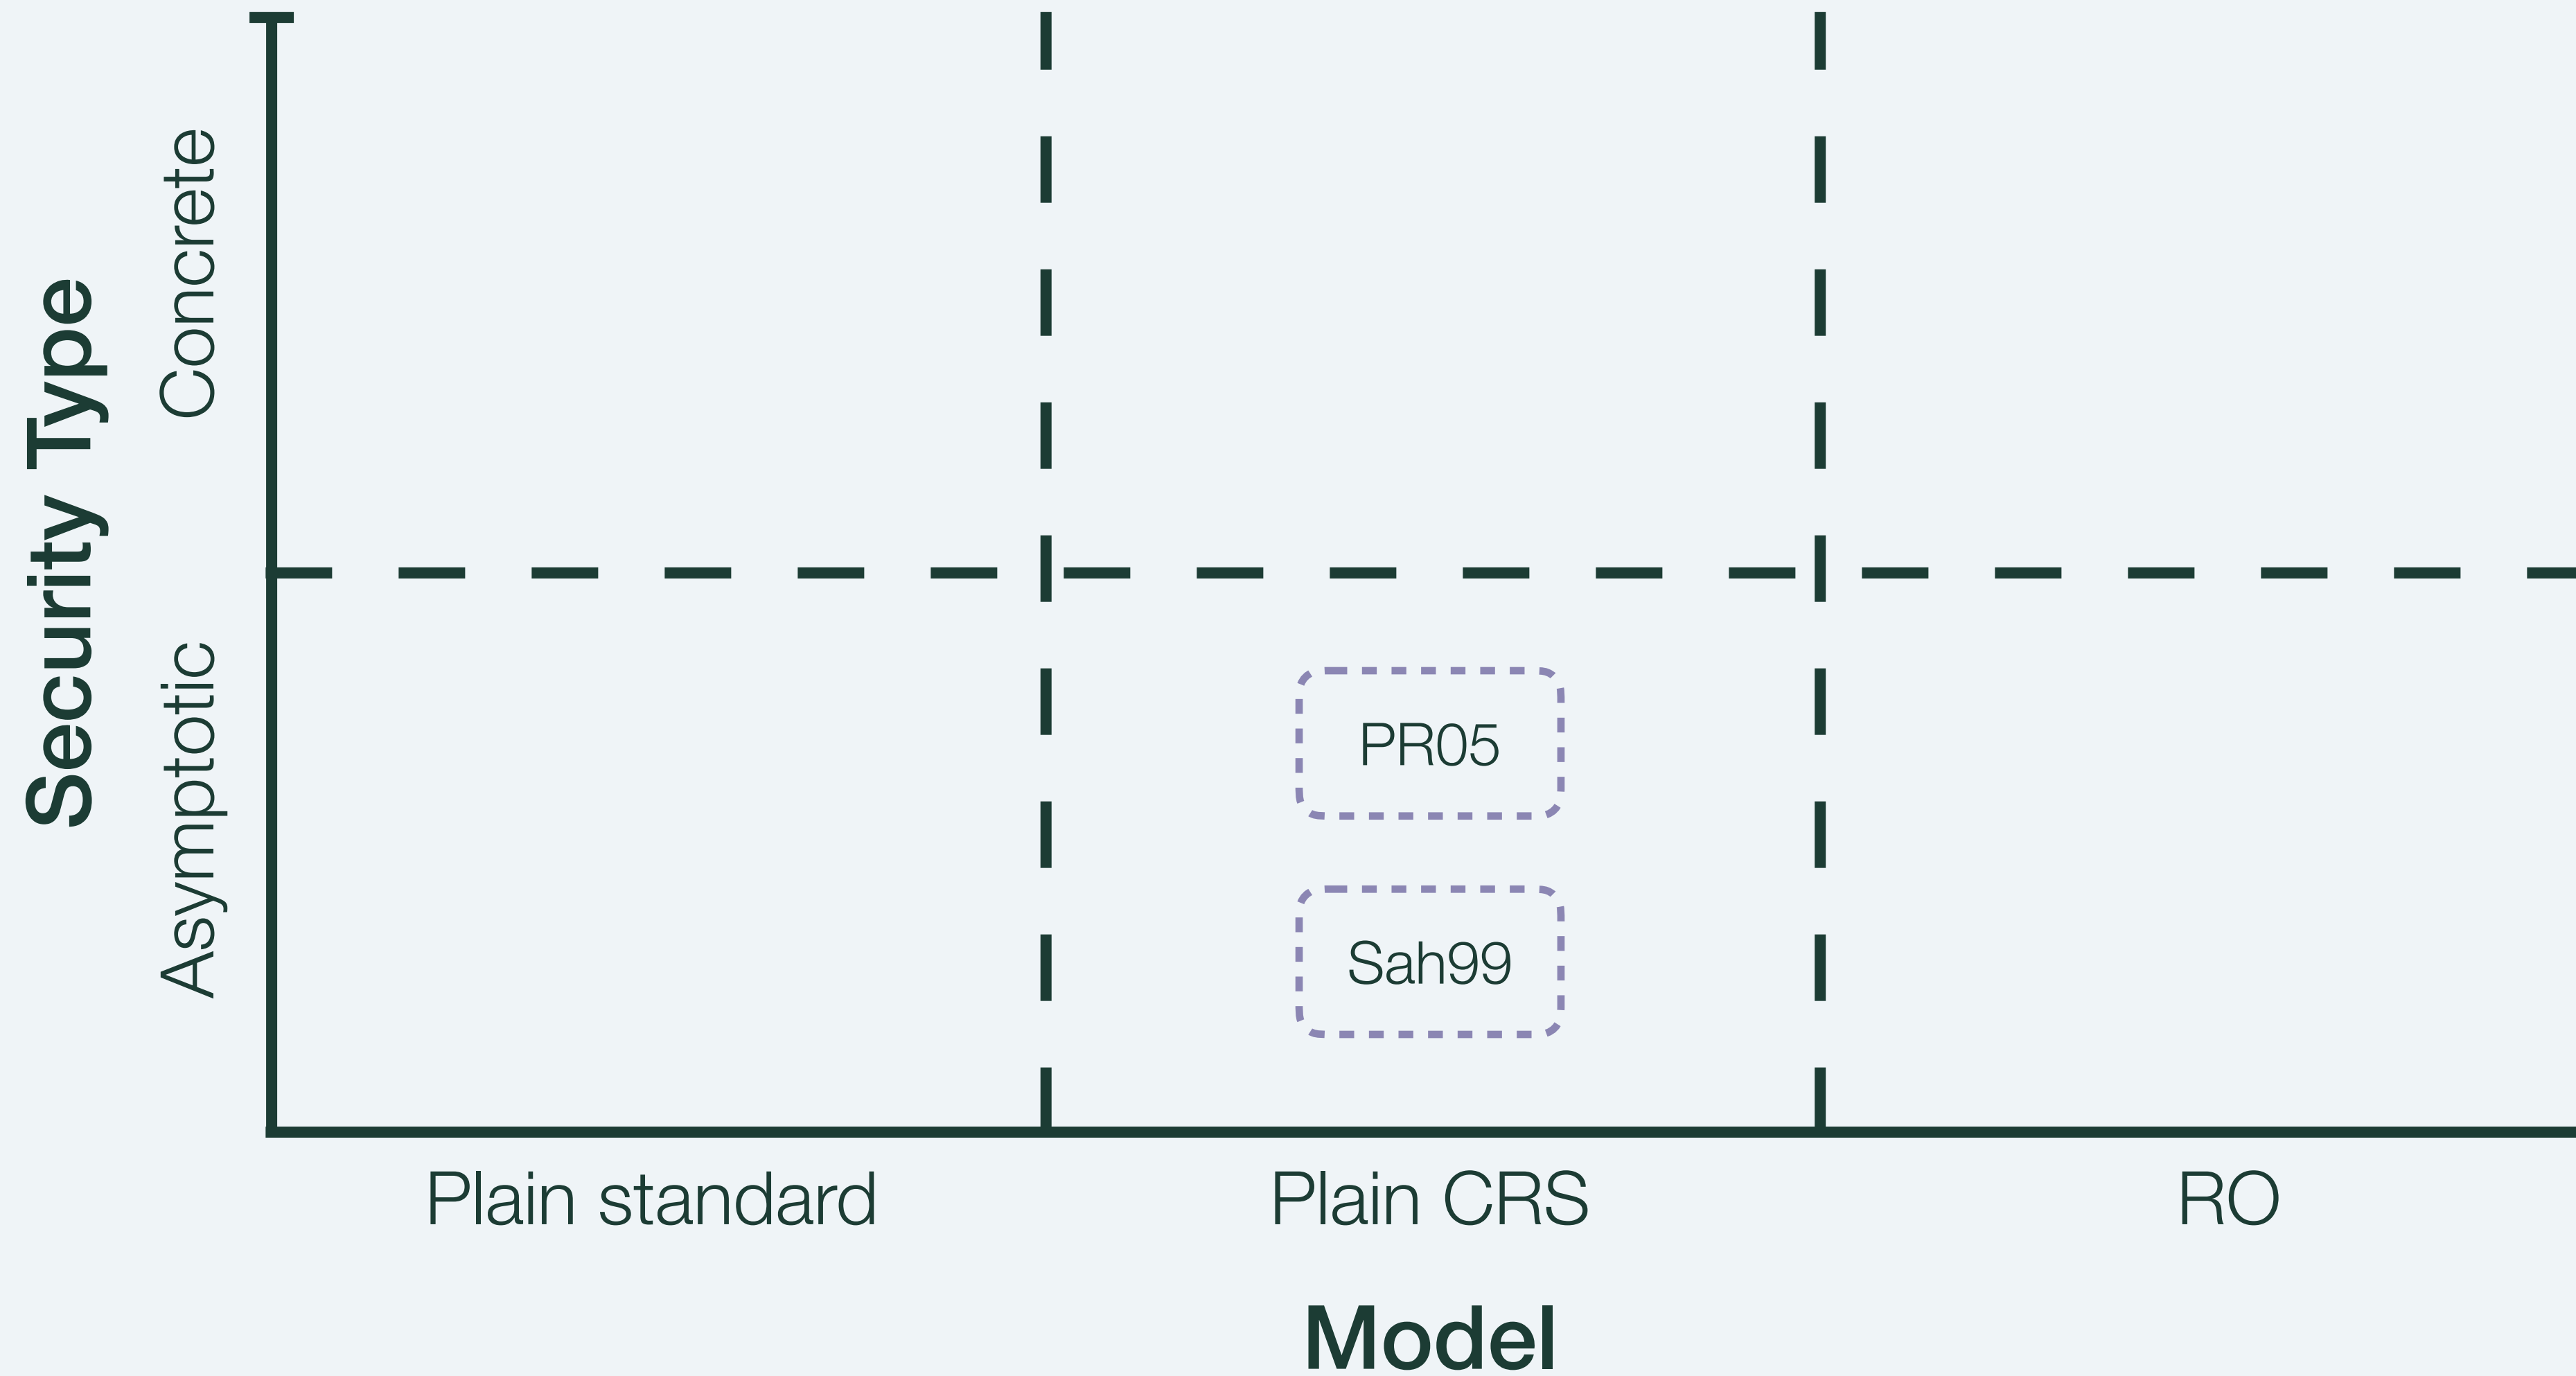 Security Type
Concrete
Asymptotic
PR05
Sah99
Plain standard
Plain CRS
RO
Model